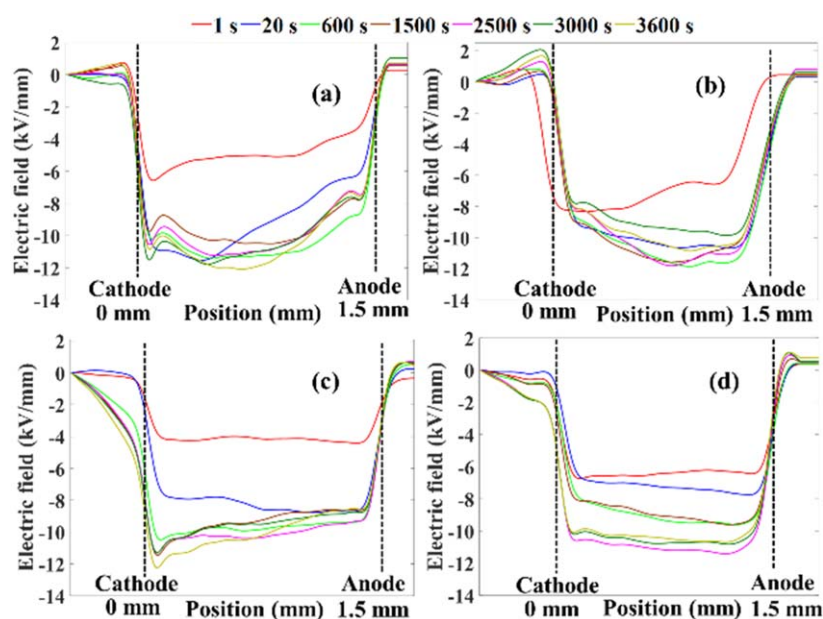 1 s 20 s 600 s 1500 s 2500 s 3000 s 3600 s
Electric field (kV/mm)
2
0
-2
-4
-6
-8
-10
-12
-14
(a)
Cathode
0 mm
Position (mm)
Anode
1.5 mm
Electric field (kV/mm)
2
0
-2
-4
-6
-8
-10
-12
-14
(b)
Cathode
0 mm
Position (mm)
Anode
1.5 mm
Electric field (kV/mm)
2
0
-2
-4
-6
-8
-10
-12
-14
(c)
Cathode
0 mm
Position (mm)
Anode
1.5 mm
Electric field (kV/mm)
2
0
-2
-4
-6
-8
-10
-12
-14
(d)
Cathode
0 mm
Position (mm)
Anode
1.5 mm